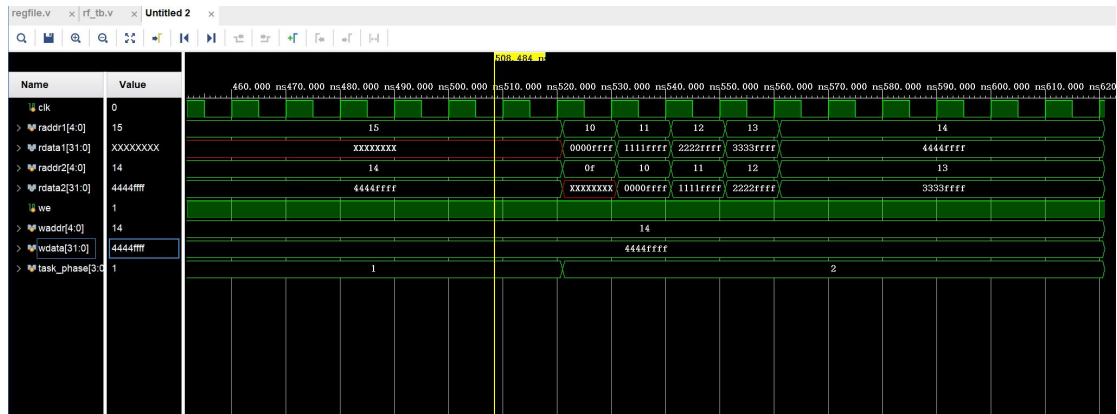 regfile.v × rf_tb.v × Untitled 2 ×
508.484 ns
Name Value
460.000 ns 470.000 ns 480.000 ns 490.000 ns 500.000 ns 510.000 ns 520.000 ns 530.000 ns 540.000 ns 550.000 ns 560.000 ns 570.000 ns 580.000 ns 590.000 ns 600.000 ns 610.000 ns 620
clk 0
raddr1[4:0] 15 15 10 11 12 13 14
rdata1[31:0] XXXXXXXX XXXXXXXX 0000ffff 1111ffff 2222ffff 3333ffff 4444ffff
raddr2[4:0] 14 14 0f 10 11 12 13
rdata2[31:0] 4444ffff 4444ffff XXXXXXXX 0000ffff 1111ffff 2222ffff 3333ffff
we 1
waddr[4:0] 14 14
wdata[31:0] 4444ffff 4444ffff
task_phase[3:0 1 1 2